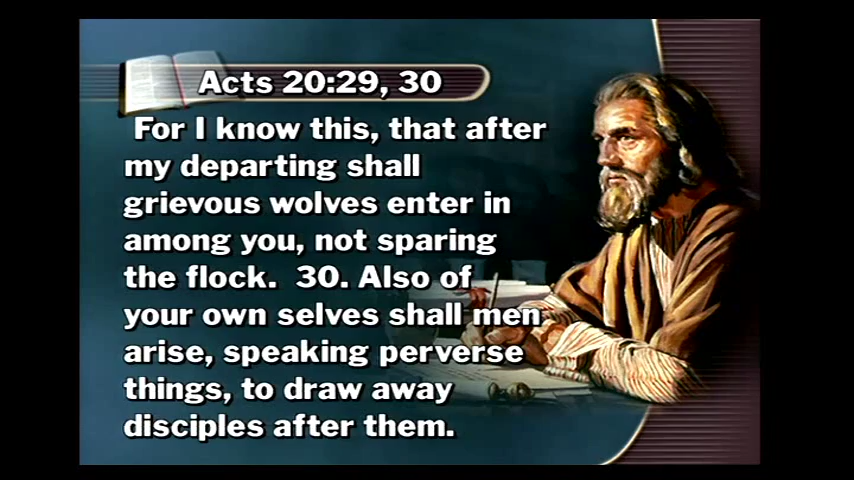 Acts 20:29, 30
For I know this, that after
my departing shall
grievous wolves enter in
among you, not sparing
the flock.  30. Also of
your own selves shall men
arise, speaking perverse
things, to draw away
disciples after them.